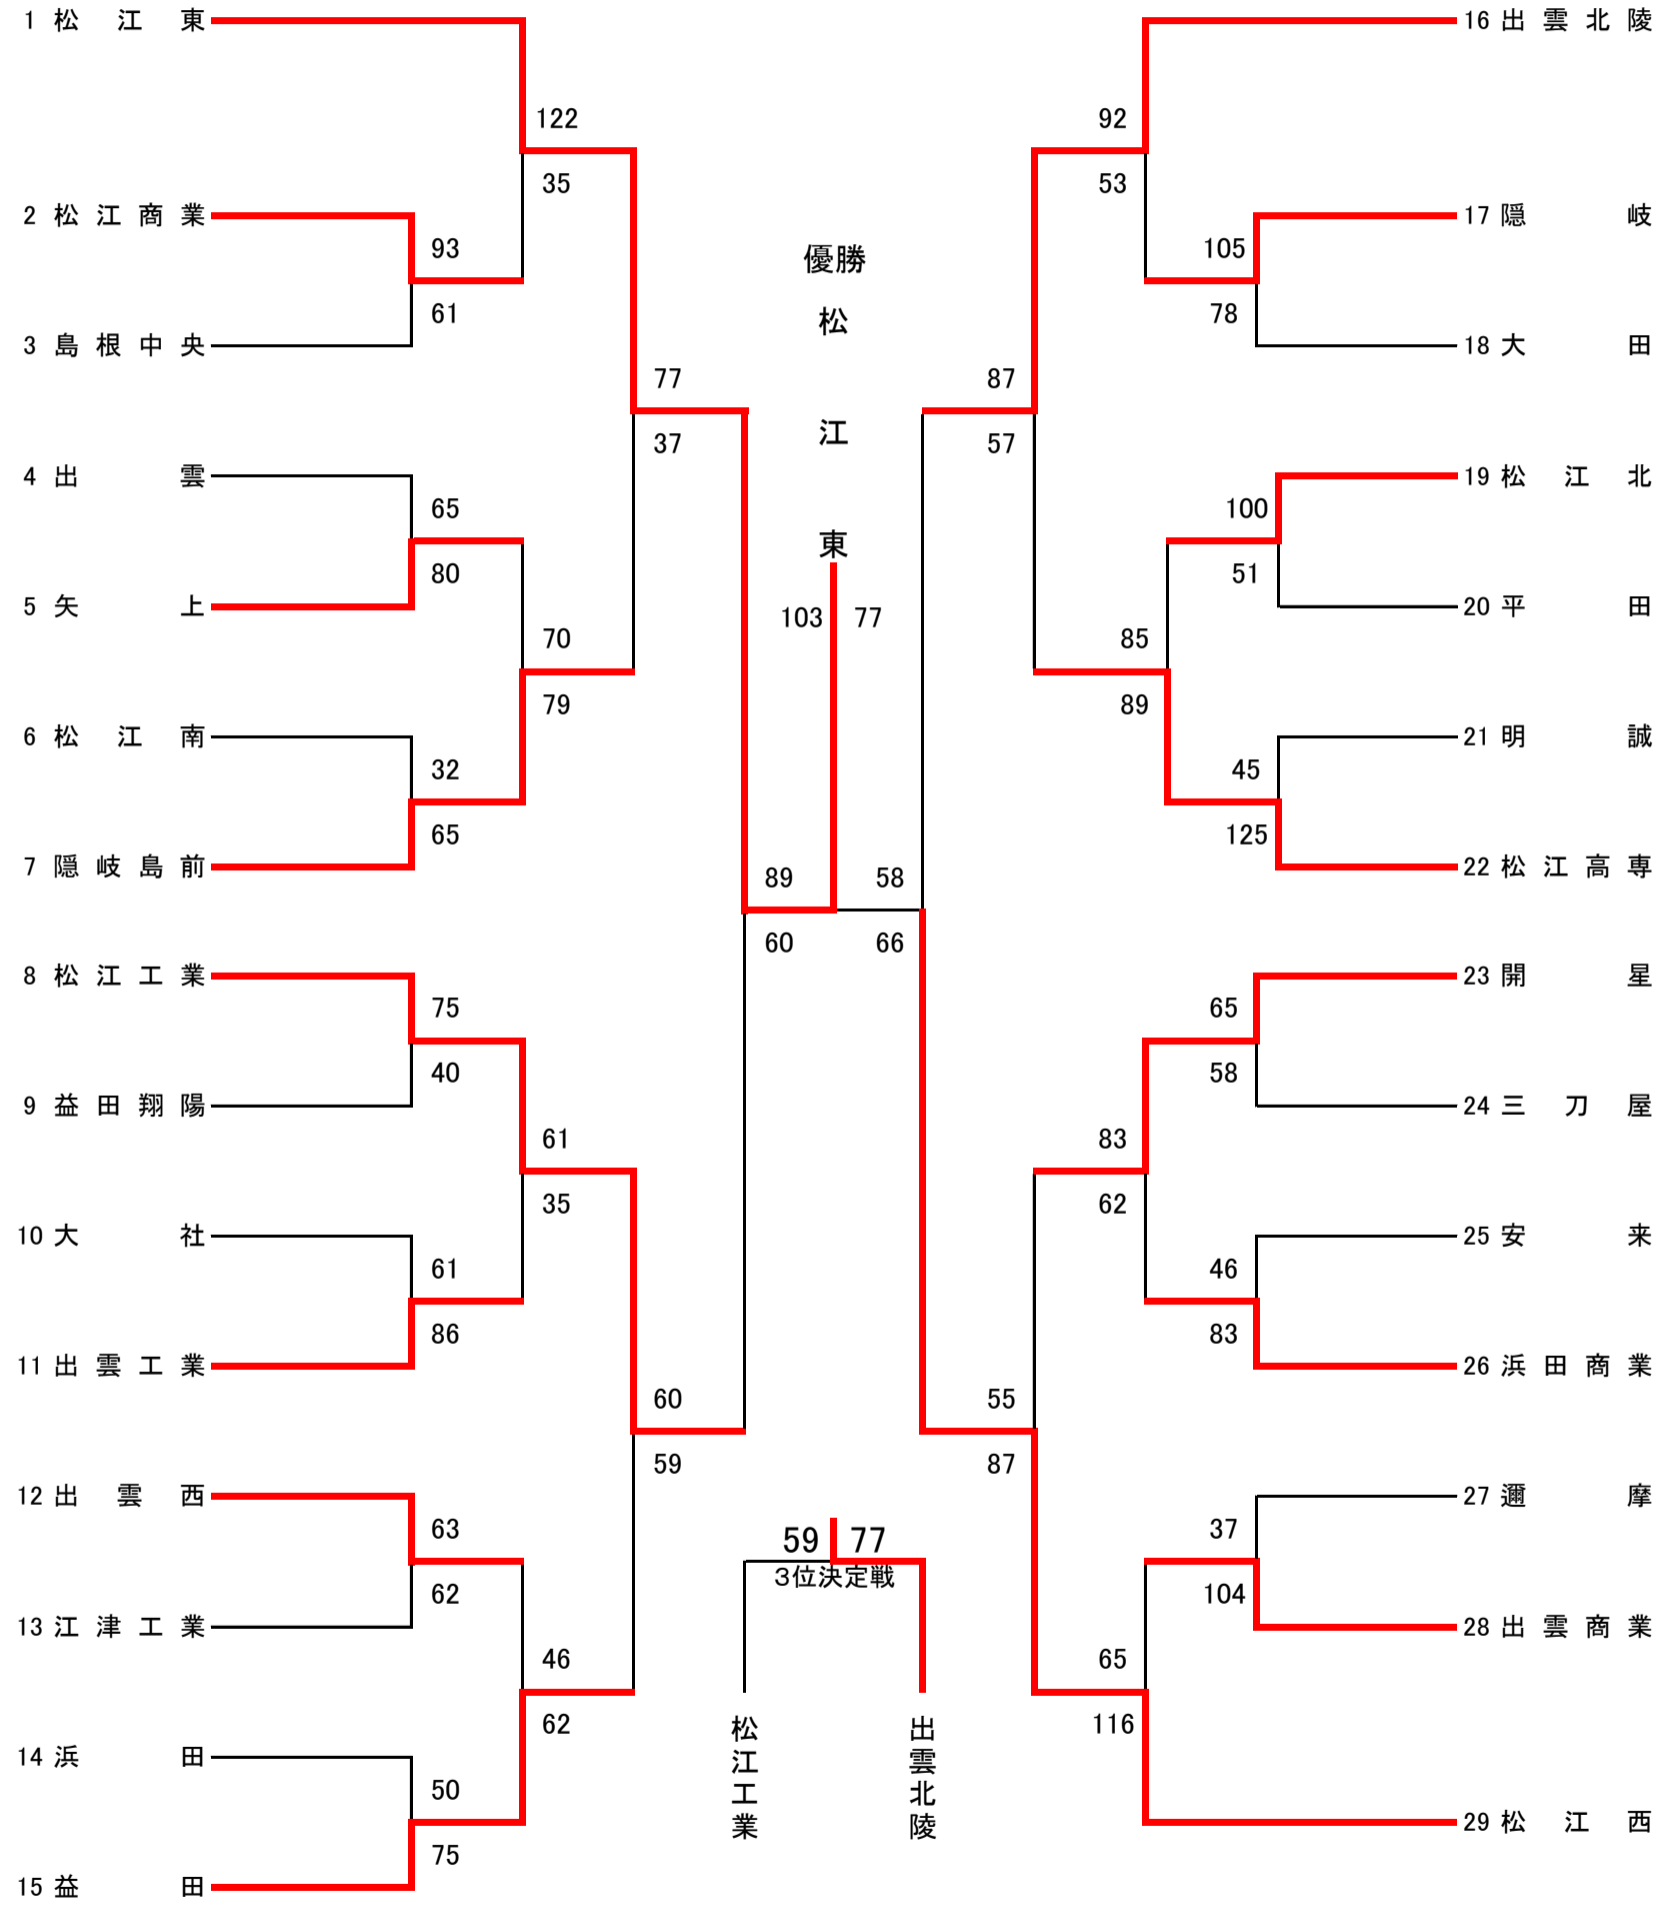 1 松江東
122
35
2 松江商業
93
61
3 島根中央
77
37
4 出雲
65
80
5 矢上
70
79
6 松江南
32
65
7 隠岐島前
89
60
8 松江工業
75
40
9 益田翔陽
61
35
10 大社
61
86
11 出雲工業
60
59
12 出雲西
63
62
13 江津工業
46
62
14 浜田
50
75
15 益田
優勝
松江東
103 77
58
66
59 77
3位決定戦
松江工業
出雲北陵
16 出雲北陵
92
53
17 隠岐
105
78
18 大田
87
57
19 松江北
100
51
20 平田
85
89
21 明誠
45
125
22 松江高専
23 開星
65
58
24 三刀屋
83
62
25 安来
46
83
26 浜田商業
55
87
27 邇摩
37
104
28 出雲商業
65
116
29 松江西